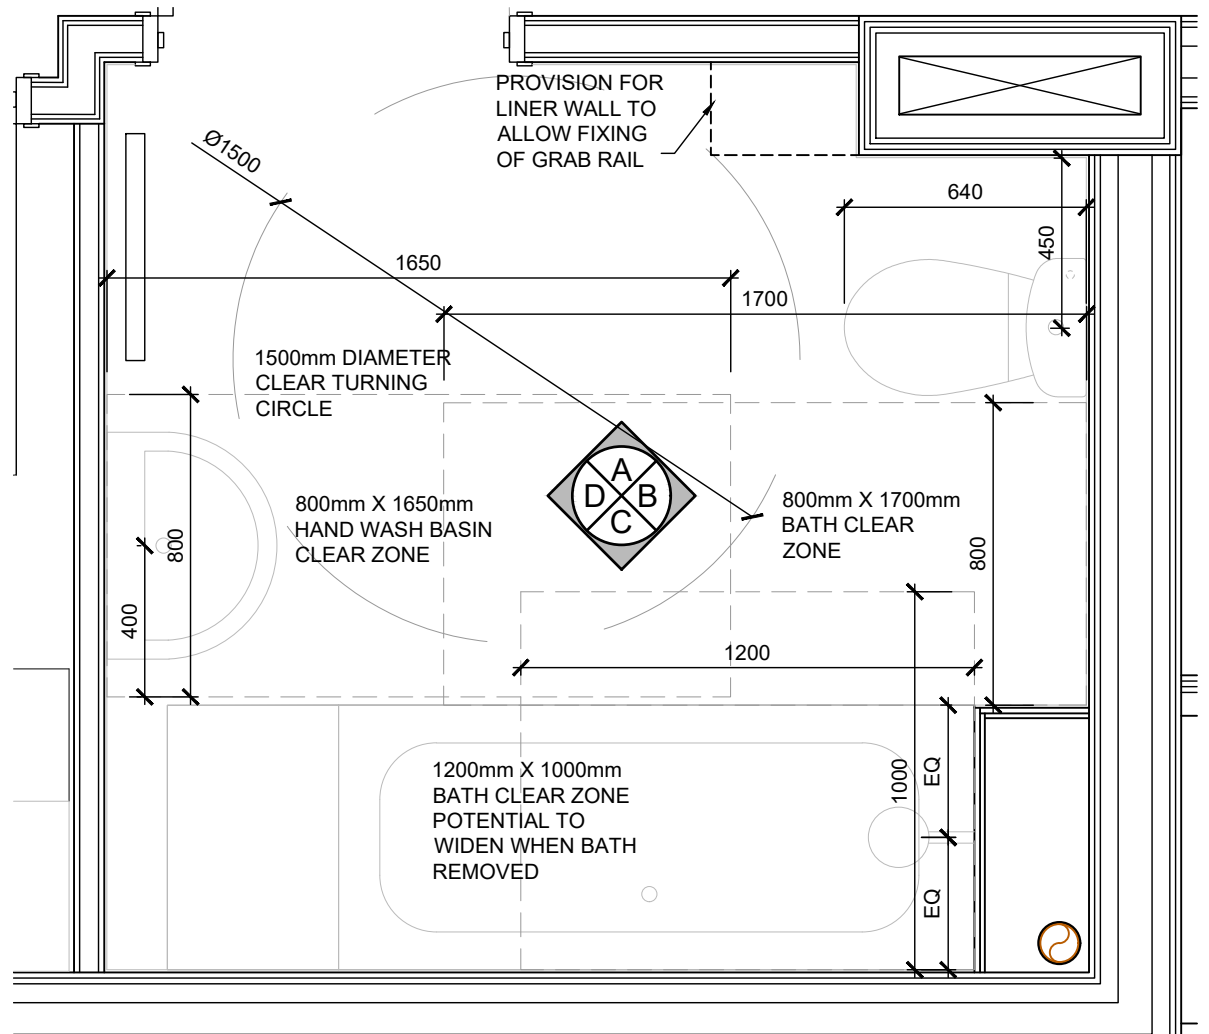 PROVISION FOR
LINER WALL TO
ALLOW FIXING
OF GRAB RAIL
Ø1500
640
450
1650
1700
1500mm DIAMETER
CLEAR TURNING
CIRCLE
A
D B
C
800mm X 1650mm
HAND WASH BASIN
CLEAR ZONE
800mm X 1700mm
BATH CLEAR
ZONE
800
800
400
1200
1200mm X 1000mm
BATH CLEAR ZONE
POTENTIAL TO
WIDEN WHEN BATH
REMOVED
1000
EQ
EQ